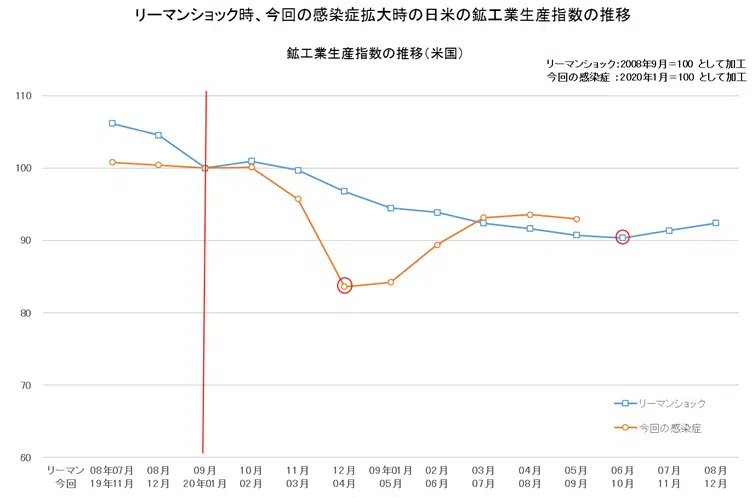 リーマンショック時、今回の感染症拡大時の日米の鉱工業生産指数の推移
鉱工業生産指数の推移（米国）
リーマンショック：2008年9月＝100 として加工
今回の感染症 ：2020年1月＝100 として加工
110
100
90
80
70
60
リーマンショック
今回の感染症
リーマン 08年07月 08月 09月 10月 11月 12月 09年01月 02月 03月 04月 05月 06月 07月 08月
今回 19年11月 12月 20年01月 02月 03月 04月 05月 06月 07月 08月 09月 10月 11月 12月